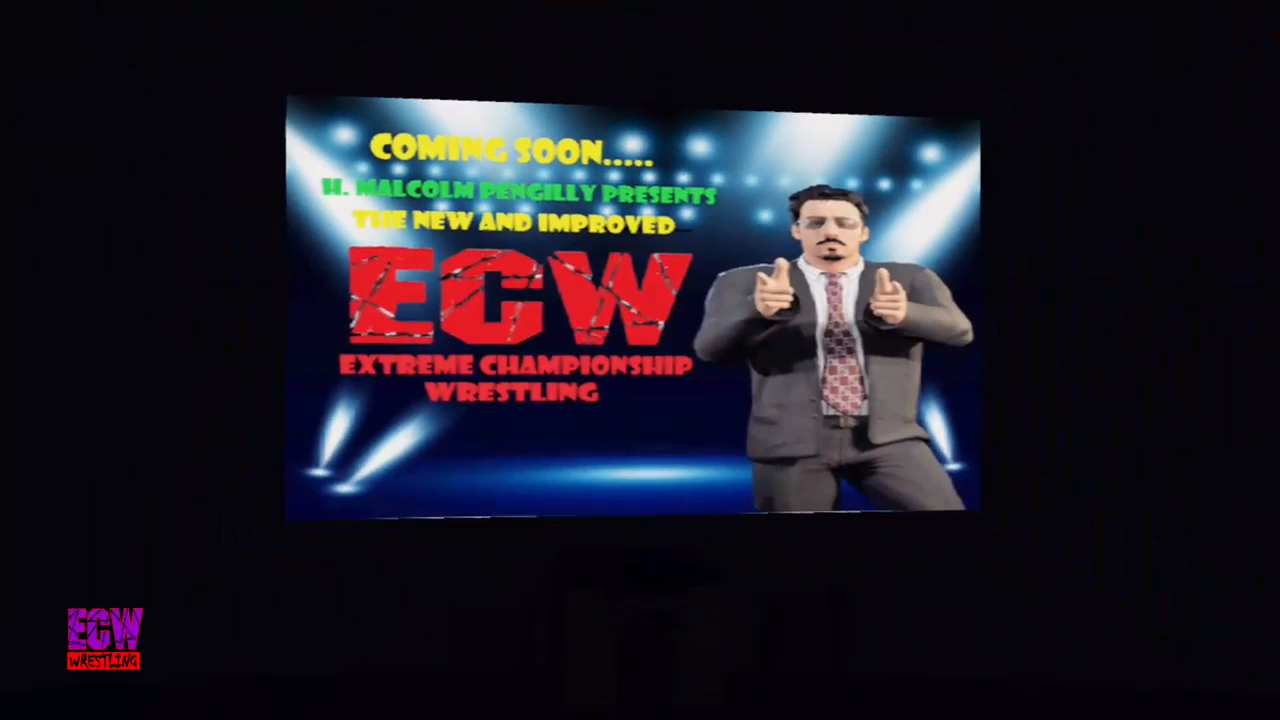 COMING SOON.....
H. MALCOLM PENGILLY PRESENTS
THE NEW AND IMPROVED
ECW
EXTREME CHAMPIONSHIP
WRESTLING
ECW
WRESTLING